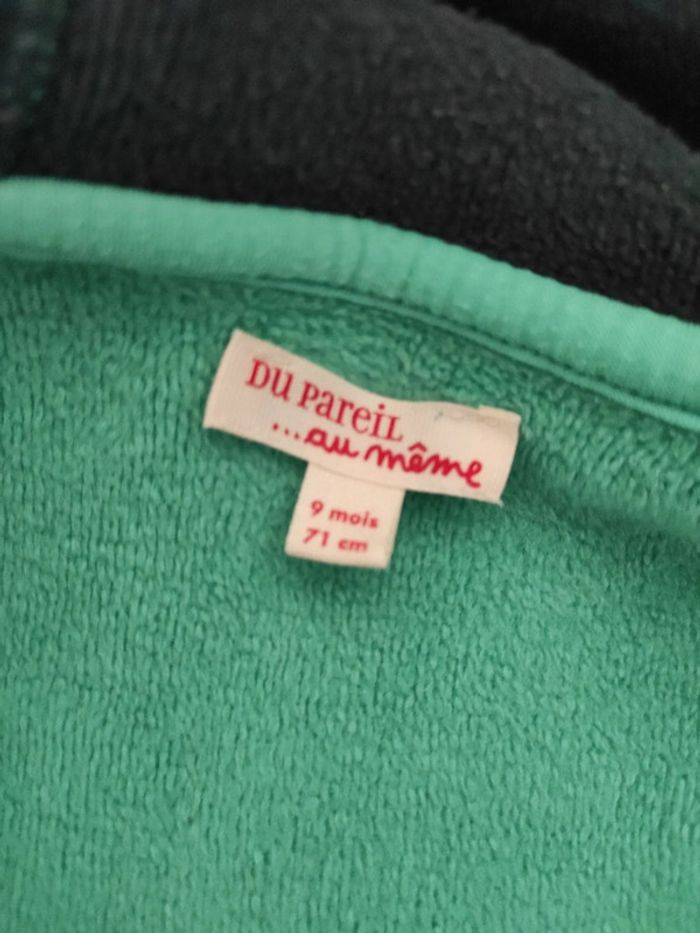 DU PAREIL
...au même
9 mois
71 cm